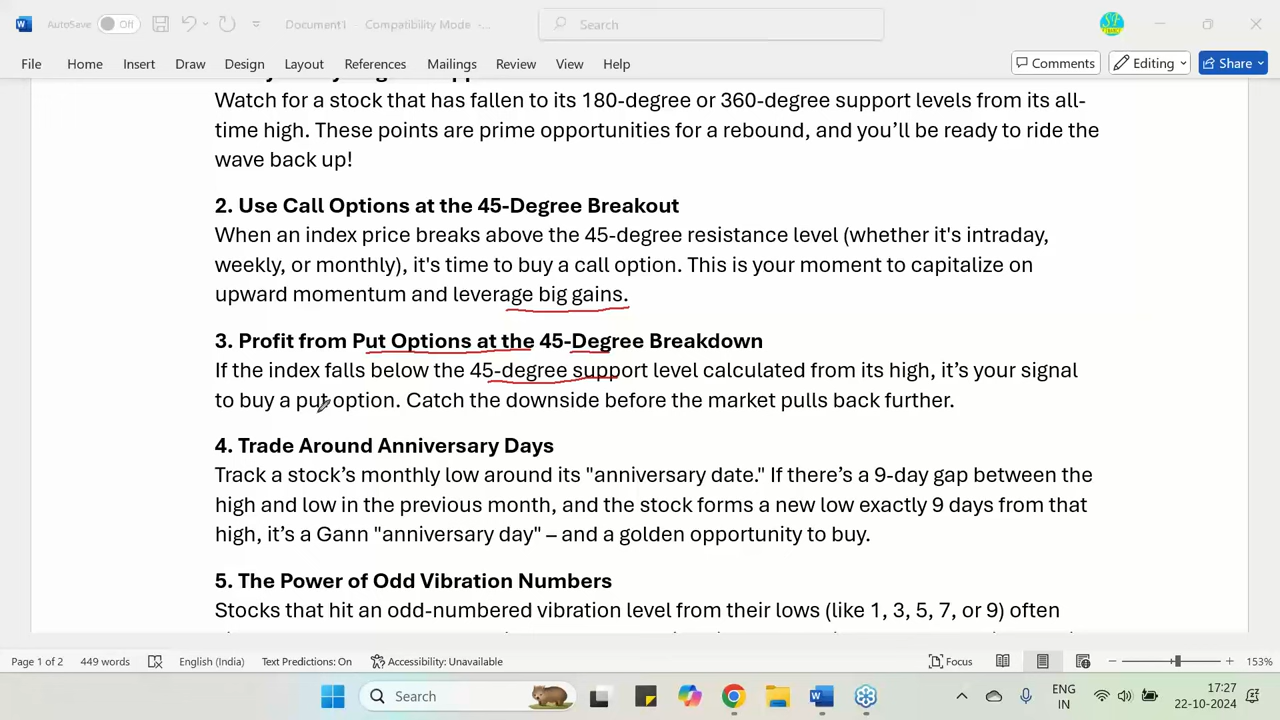 AutoSave Off Document1 Compatibility Mode -... Search
File Home Insert Draw Design Layout References Mailings Review View Help Comments Editing Share
Watch for a stock that has fallen to its 180-degree or 360-degree support levels from its all-
time high. These points are prime opportunities for a rebound, and you’ll be ready to ride the
wave back up!
2. Use Call Options at the 45-Degree Breakout
When an index price breaks above the 45-degree resistance level (whether it's intraday,
weekly, or monthly), it's time to buy a call option. This is your moment to capitalize on
upward momentum and leverage big gains.
3. Profit from Put Options at the 45-Degree Breakdown
If the index falls below the 45-degree support level calculated from its high, it’s your signal
to buy a put option. Catch the downside before the market pulls back further.
4. Trade Around Anniversary Days
Track a stock’s monthly low around its "anniversary date." If there’s a 9-day gap between the
high and low in the previous month, and the stock forms a new low exactly 9 days from that
high, it’s a Gann "anniversary day" – and a golden opportunity to buy.
5. The Power of Odd Vibration Numbers
Stocks that hit an odd-numbered vibration level from their lows (like 1, 3, 5, 7, or 9) often
Page 1 of 2 449 words English (India) Text Predictions: On Accessibility: Unavailable Focus 153%
Search ENG 17:27
IN 22-10-2024